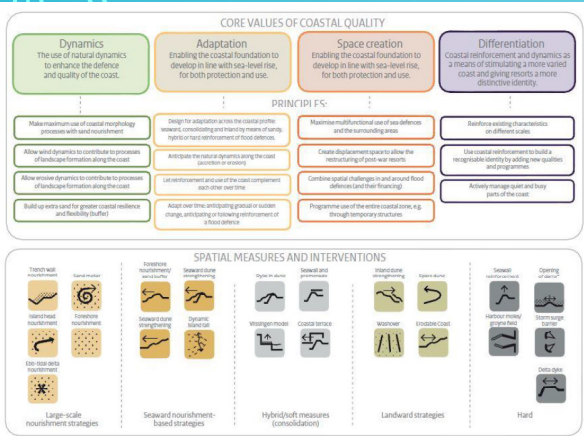 CORE VALUES OF COASTAL QUALITY
Dynamics
The use of natural dynamics
to enhance the defence
and quality of the coast.
Adaptation
Enabling the coastal foundation to
develop in line with sea-level rise,
for both protection and use.
Space creation
Enabling the coastal foundation to
develop in line with sea-level rise,
for both protection and use.
Differentiation
Coastal reinforcement and dynamics as
a means of stimulating a more varied
coast and giving resorts a more
distinctive identity.
PRINCIPLES:
Make maximum use of coastal morphology
processes with sand nourishment
Allow wind dynamics to contribute to processes
of landscape formation along the coast
Allow erosive dynamics to contribute to processes
of landscape formation along the coast
Build up extra sand for greater coastal resilience
and flexibility (buffer)
Design for adaptation across the coastal profile:
seaward, consolidating and inland by means of sandy,
hybrid or hard reinforcement of flood defences.
Anticipate the natural dynamics along the coast
(accretion or erosion)
Let reinforcement and use of the coast complement
each other over time
Adapt over time: anticipating gradual or sudden
change, anticipating or following reinforcement of
a flood defence
Maximise multifunctional use of sea defences
and the surrounding areas
Create displacement space to allow the
restructuring of post-war resorts
Combine spatial challenges in and around flood
defences (and their financing)
Programme use of the entire coastal zone, e.g.
through temporary structures
Reinforce existing characteristics
on different scales
Use coastal reinforcement to build a
recognisable identity by adding new qualities
and programmes
Actively manage quiet and busy
parts of the coast
SPATIAL MEASURES AND INTERVENTIONS
Trench wall
nourishment
Sand motor
Island head
nourishment
Foreshore
nourishment
Ebb-tidal delta
nourishment
Large-scale
nourishment strategies
Foreshore
nourishment/
sand buffer
Seaward dune
strengthening
Seaward dune
strengthening
Dynamic
island tail
Seaward nourishment-
based strategies
Dyke in dune
Seawall and
promenade
Vlissingen model
Coastal terrace
Hybrid/soft measures
(consolidation)
Inland dune
strengthening
Spare dune
Washover
Erodable Coast
Landward strategies
Seawall
reinforcement
Opening
of
Harbour moles/
groyne field
Storm surge
barrier
Delta dyke
Hard